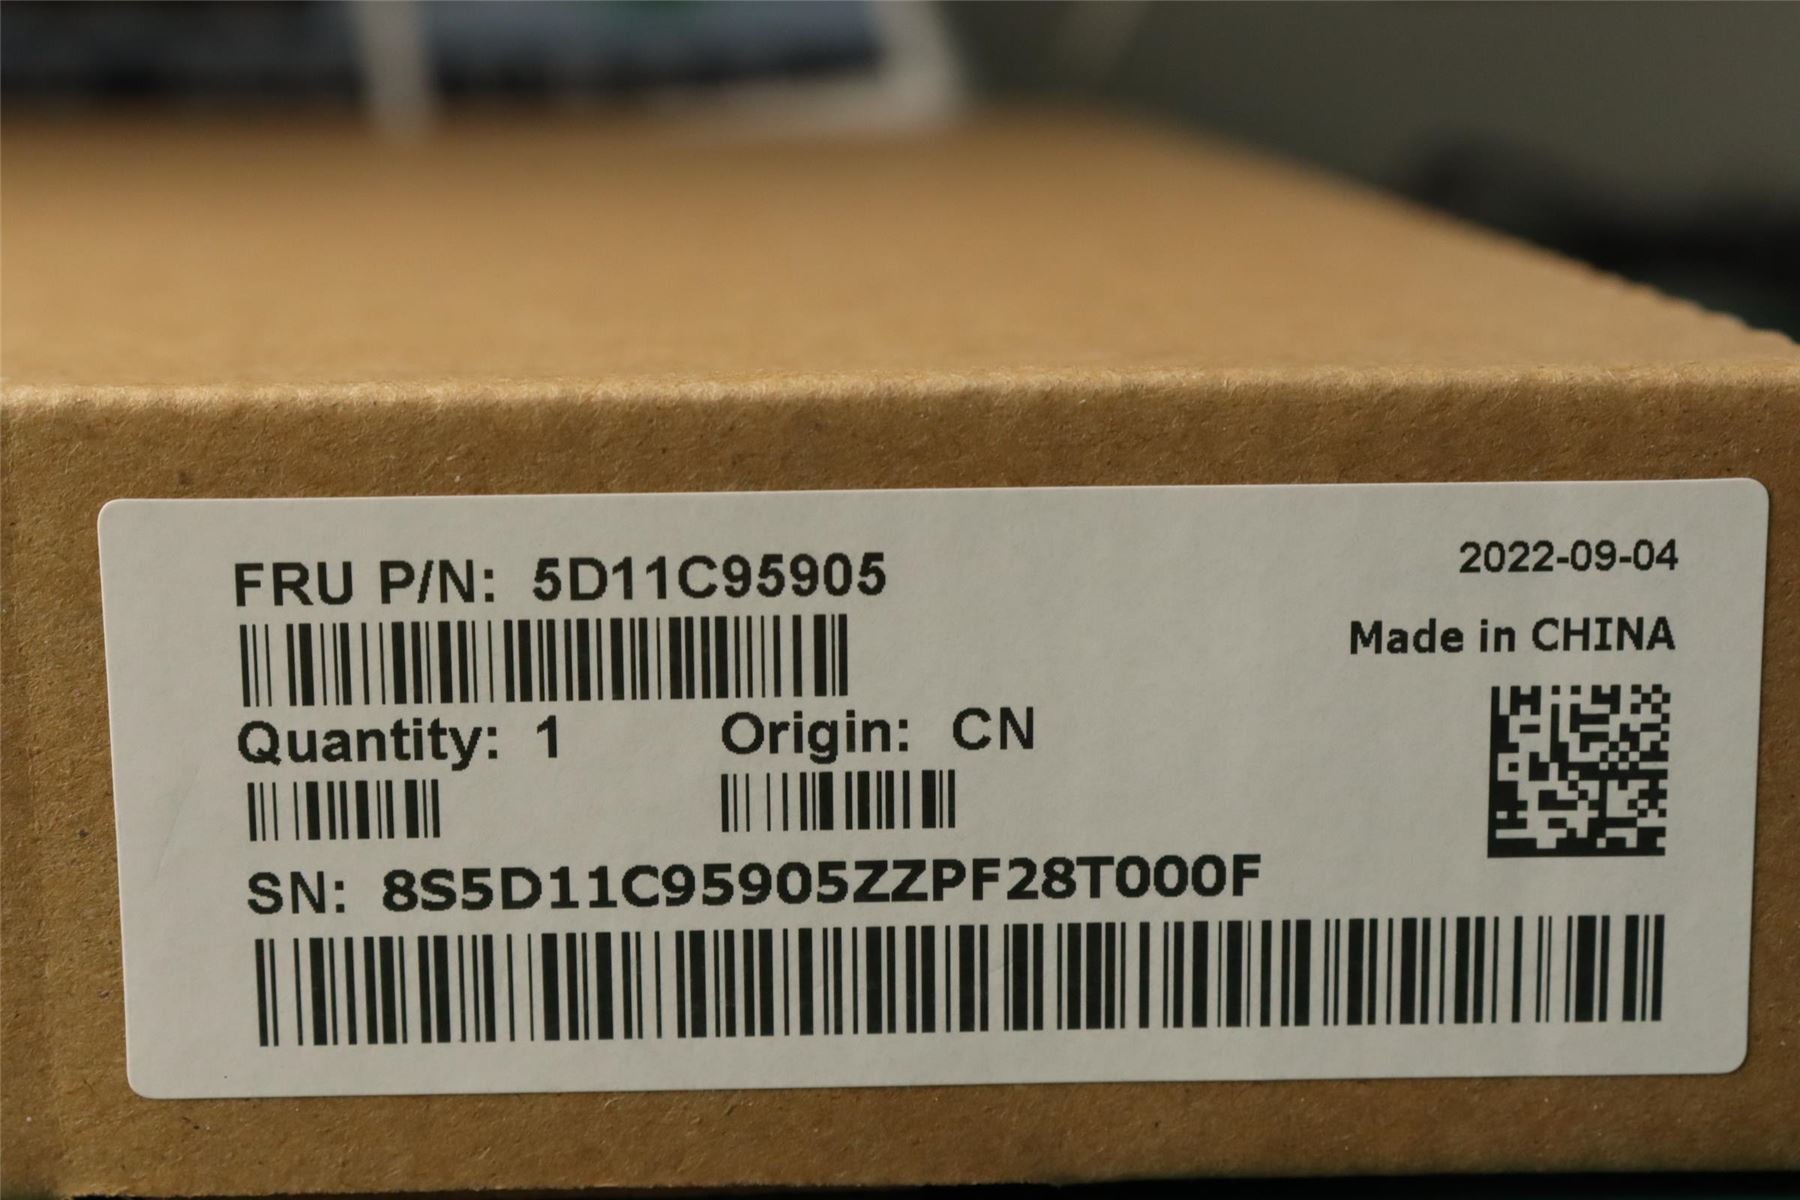 FRU P/N: 5D11C95905
2022-09-04
Made in CHINA
Quantity: 1
Origin: CN
SN: 8S5D11C95905ZZPF28T000F